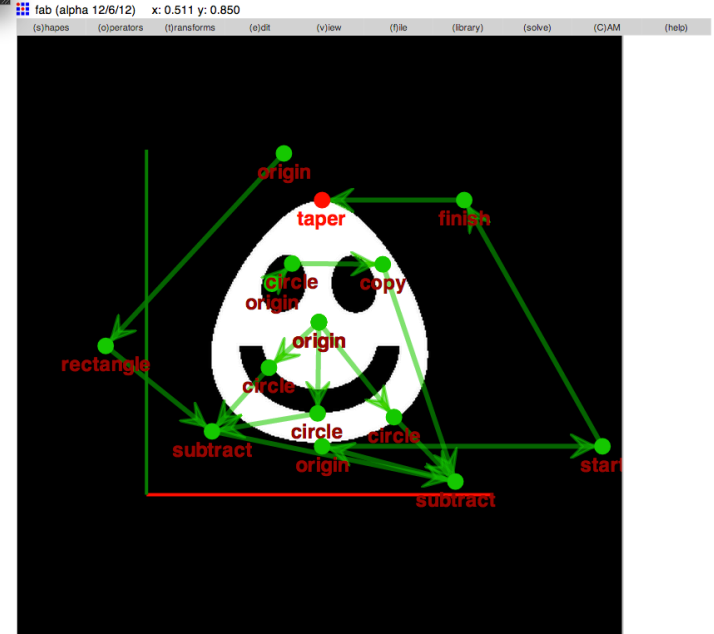 fab (alpha 12/6/12) x: 0.511 y: 0.850
(s)hapes (o)perators (t)ransforms (e)dit (v)iew (f)ile (library) (solve) (C)AM (help)
origin
taper
finish
circle
copy
origin
origin
rectangle
circle
circle
circle
subtract
origin
start
subtract